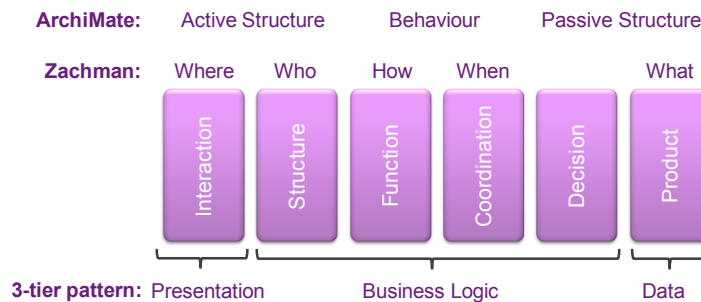 ArchiMate: Active Structure Behaviour Passive Structure
Zachman: Where Who How When What
Interaction
Structure
Function
Coordination
Decision
Product
3-tier pattern: Presentation Business Logic Data